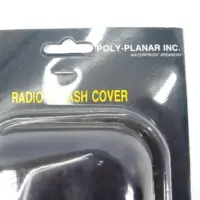 POLY-PLANAR INC.
WATERPROOF SPEAKERS
RADIO ASH COVER